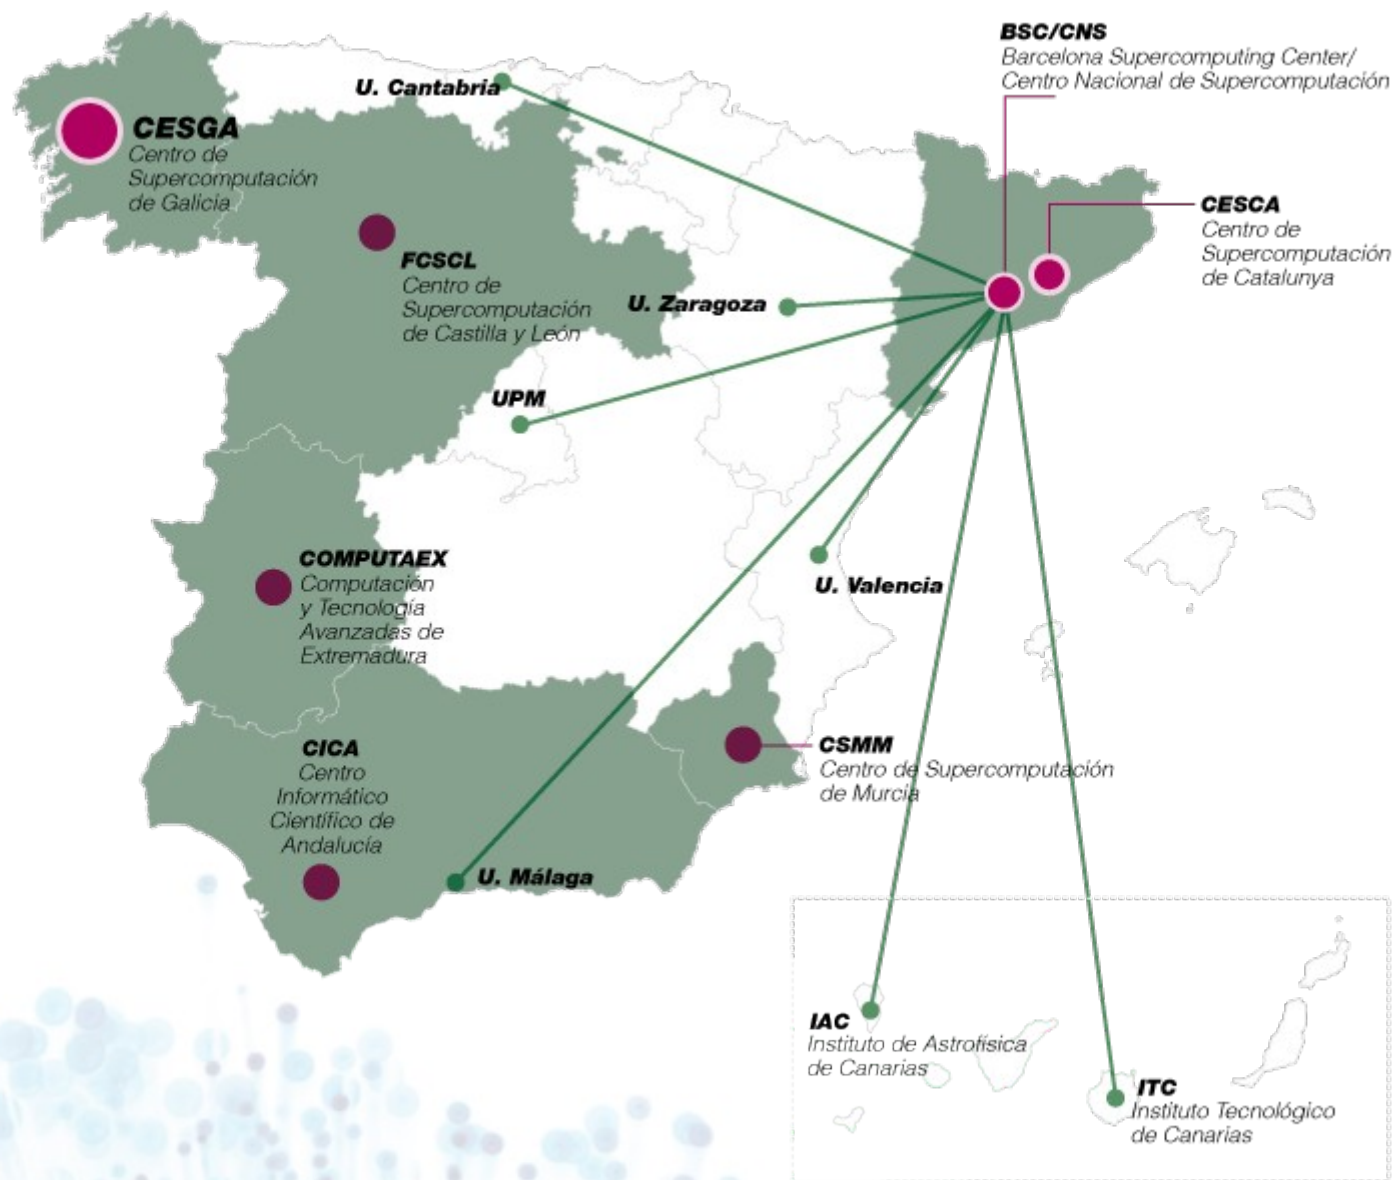 BSC/CNS
Barcelona Supercomputing Center/
Centro Nacional de Supercomputación
U. Cantabria
CESGA
Centro de
Supercomputación
de Galicia
CESCA
Centro de
Supercomputación
de Catalunya
FCSCL
Centro de
Supercomputación
de Castilla y León
U. Zaragoza
UPM
COMPUTAEX
Computación
y Tecnología
Avanzadas de
Extremadura
U. Valencia
CICA
Centro
Informático
Científico de
Andalucía
CSMM
Centro de Supercomputación
de Murcia
U. Málaga
IAC
Instituto de Astrofísica
de Canarias
ITC
Instituto Tecnológico
de Canarias